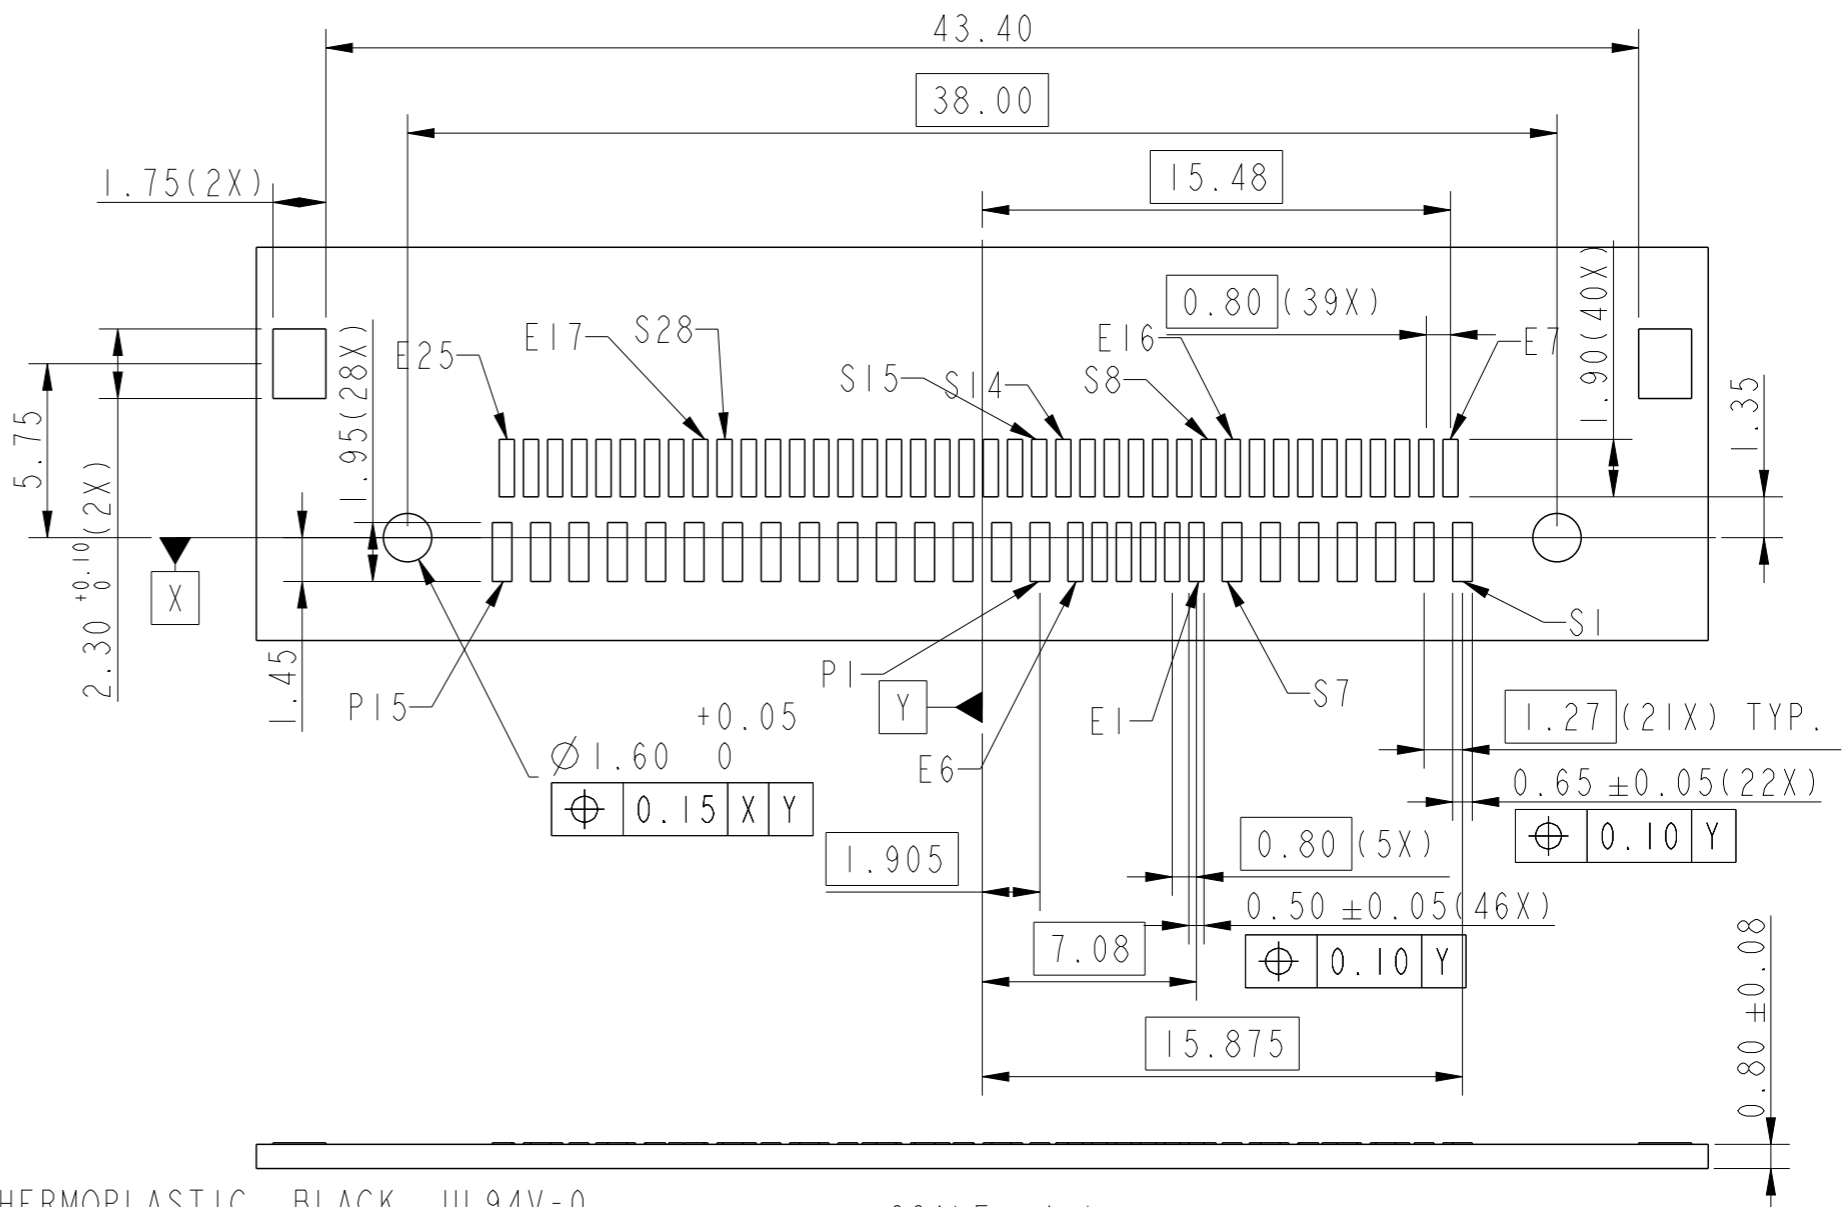 43.40
38.00
1.75(2X)
15.48
0.80 (39X)
1.90(40X)
E25
E17
S28
S15
S14
E16
S8
E7
1.35
5.75
1.95(28X)
2.30 +0.10 0 (2X)
X
1.45
P15
P1
Y
E6
E1
S7
S1
Ø1.60 +0.05 0
⌖ 0.15 X Y
1.27 (21X) TYP.
0.65 ±0.05(22X)
⌖ 0.10 Y
1.905
0.80 (5X)
0.50 ±0.05(46X)
⌖ 0.10 Y
7.08
15.875
0.80 ±0.08
HERMOPLASTIC, BLACK, UL94V-0